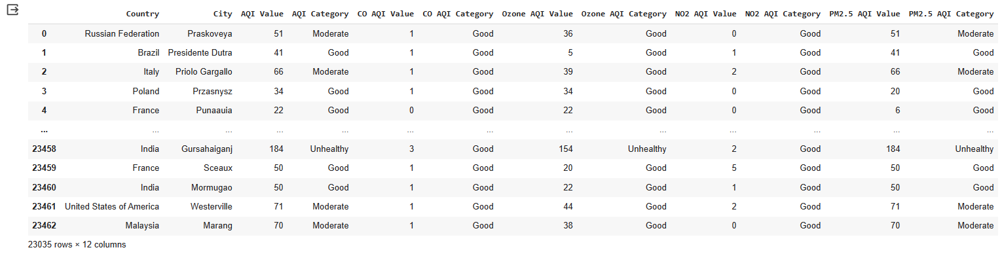 Country City AQI Value AQI Category CO AQI Value CO AQI Category Ozone AQI Value Ozone AQI Category NO2 AQI Value NO2 AQI Category PM2.5 AQI Value PM2.5 AQI Category
0 Russian Federation Praskoveya 51 Moderate 1 Good 36 Good 0 Good 51 Moderate
1 Brazil Presidente Dutra 41 Good 1 Good 5 Good 1 Good 41 Good
2 Italy Priolo Gargallo 66 Moderate 1 Good 39 Good 2 Good 66 Moderate
3 Poland Przasnysz 34 Good 1 Good 34 Good 0 Good 20 Good
4 France Punaauia 22 Good 0 Good 22 Good 0 Good 6 Good
... ... ... ... ... ... ... ... ... ... ... ... ...
23458 India Gursahaiganj 184 Unhealthy 3 Good 154 Unhealthy 2 Good 184 Unhealthy
23459 France Sceaux 50 Good 1 Good 20 Good 5 Good 50 Good
23460 India Mormugao 50 Good 1 Good 22 Good 1 Good 50 Good
23461 United States of America Westerville 71 Moderate 1 Good 44 Good 2 Good 71 Moderate
23462 Malaysia Marang 70 Moderate 1 Good 38 Good 0 Good 70 Moderate
23035 rows × 12 columns